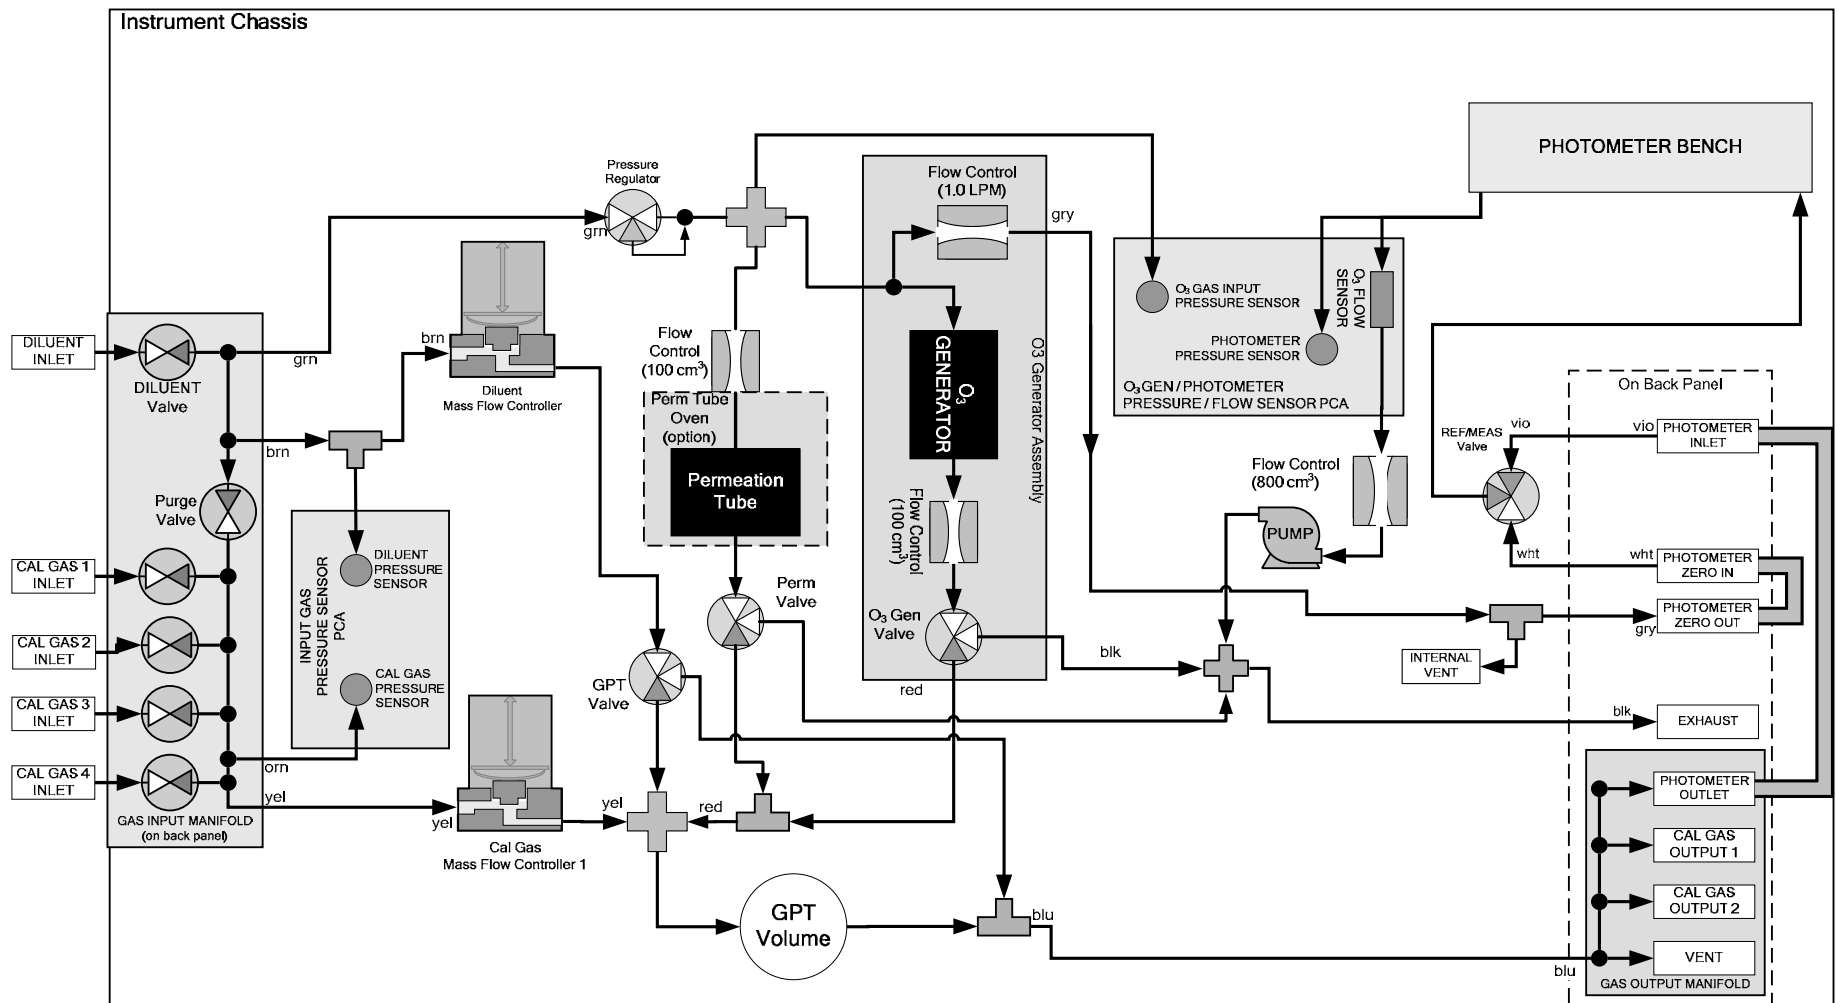 Instrument Chassis
DILUENT
INLET
CAL GAS 1
INLET
CAL GAS 2
INLET
CAL GAS 3
INLET
CAL GAS 4
INLET
DILUENT
Valve
Purge
Valve
GAS INPUT MANIFOLD
(on back panel)
grn
brn
orn
yel
yel
INPUT GAS
PRESSURE SENSOR
PCA
DILUENT
PRESSURE
SENSOR
CAL GAS
PRESSURE
SENSOR
brn
Diluent
Mass Flow Controller
Cal Gas
Mass Flow Controller 1
Pressure
Regulator
grn
Flow
Control
(100 cm³)
Perm Tube
Oven
(option)
Permeation
Tube
Perm
Valve
GPT
Valve
yel
red
GPT
Volume
Flow Control
(1.0 LPM)
O₃
GENERATOR
O3 Generator Assembly
Flow Control
(100 cm³)
O₃ Gen
Valve
red
blk
gry
O₃ GAS INPUT
PRESSURE SENSOR
O₃ FLOW
SENSOR
PHOTOMETER
PRESSURE SENSOR
O₃ GEN / PHOTOMETER
PRESSURE / FLOW SENSOR PCA
PHOTOMETER BENCH
Flow Control
(800 cm³)
PUMP
REF/MEAS
Valve
vio
wht
On Back Panel
vio
PHOTOMETER
INLET
wht
PHOTOMETER
ZERO IN
gry
PHOTOMETER
ZERO OUT
INTERNAL
VENT
blk
EXHAUST
PHOTOMETER
OUTLET
CAL GAS
OUTPUT 1
CAL GAS
OUTPUT 2
VENT
GAS OUTPUT MANIFOLD
blu
blu